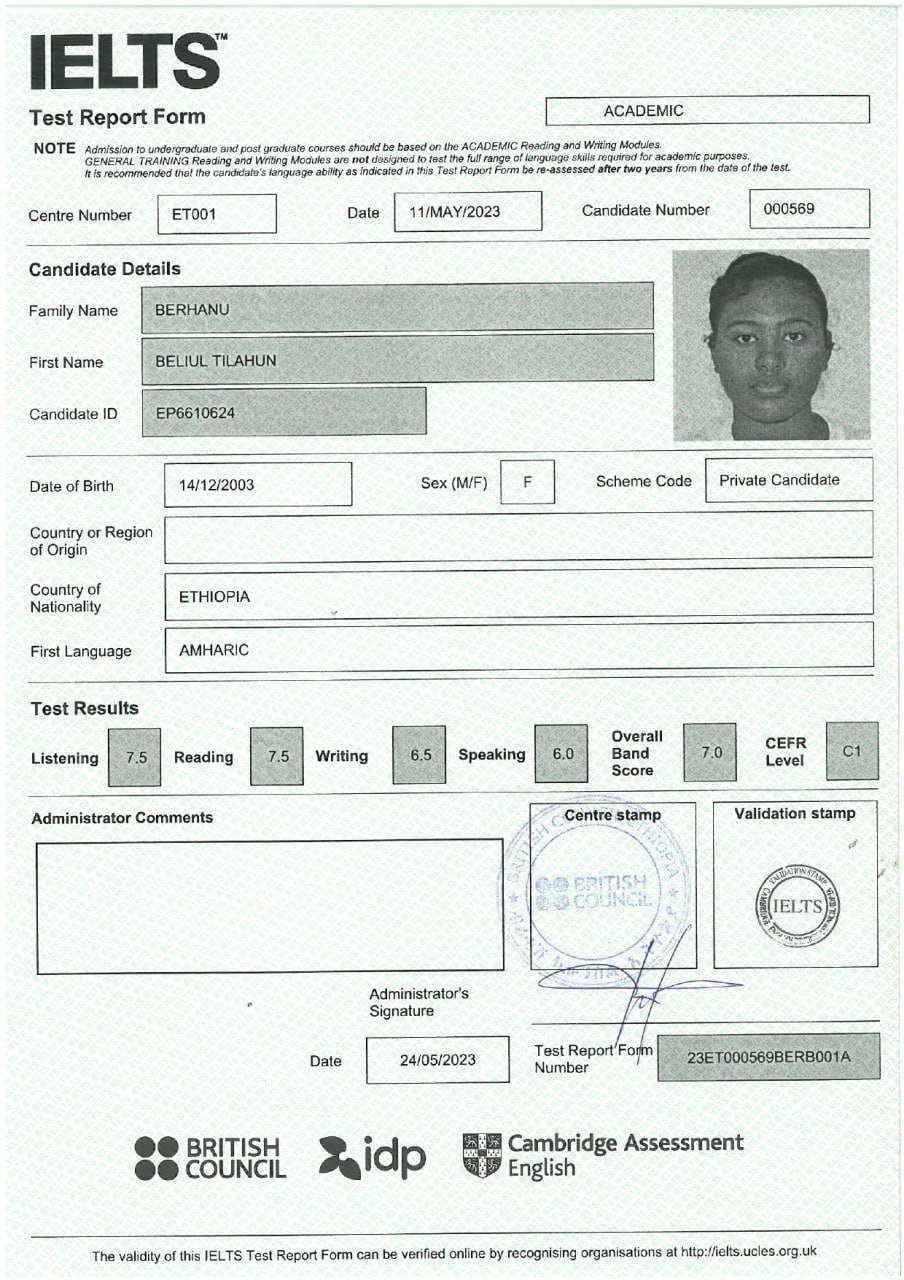 IELTS™
Test Report Form
ACADEMIC
NOTE Admission to undergraduate and post graduate courses should be based on the ACADEMIC Reading and Writing Modules.
GENERAL TRAINING Reading and Writing Modules are not designed to test the full range of language skills required for academic purposes.
It is recommended that the candidate's language ability as indicated in this Test Report Form be re-assessed after two years from the date of the test.
Centre Number ET001 Date 11/MAY/2023 Candidate Number 000569
Candidate Details
Family Name BERHANU
First Name BELIUL TILAHUN
Candidate ID EP6610624
Date of Birth 14/12/2003 Sex (M/F) F Scheme Code Private Candidate
Country or Region
of Origin
Country of
Nationality ETHIOPIA
First Language AMHARIC
Test Results
Listening 7.5 Reading 7.5 Writing 6.5 Speaking 6.0 Overall Band Score 7.0 CEFR Level C1
Administrator Comments
Centre stamp
Validation stamp
BRITISH COUNCIL ETHIOPIA
BRITISH
COUNCIL
VALIDATION STAMP
IELTS
Administrator's
Signature
Date 24/05/2023
Test Report Form
Number 23ET000569BERB001A
BRITISH
COUNCIL
idp
Cambridge Assessment
English
The validity of this IELTS Test Report Form can be verified online by recognising organisations at http://ielts.ucles.org.uk